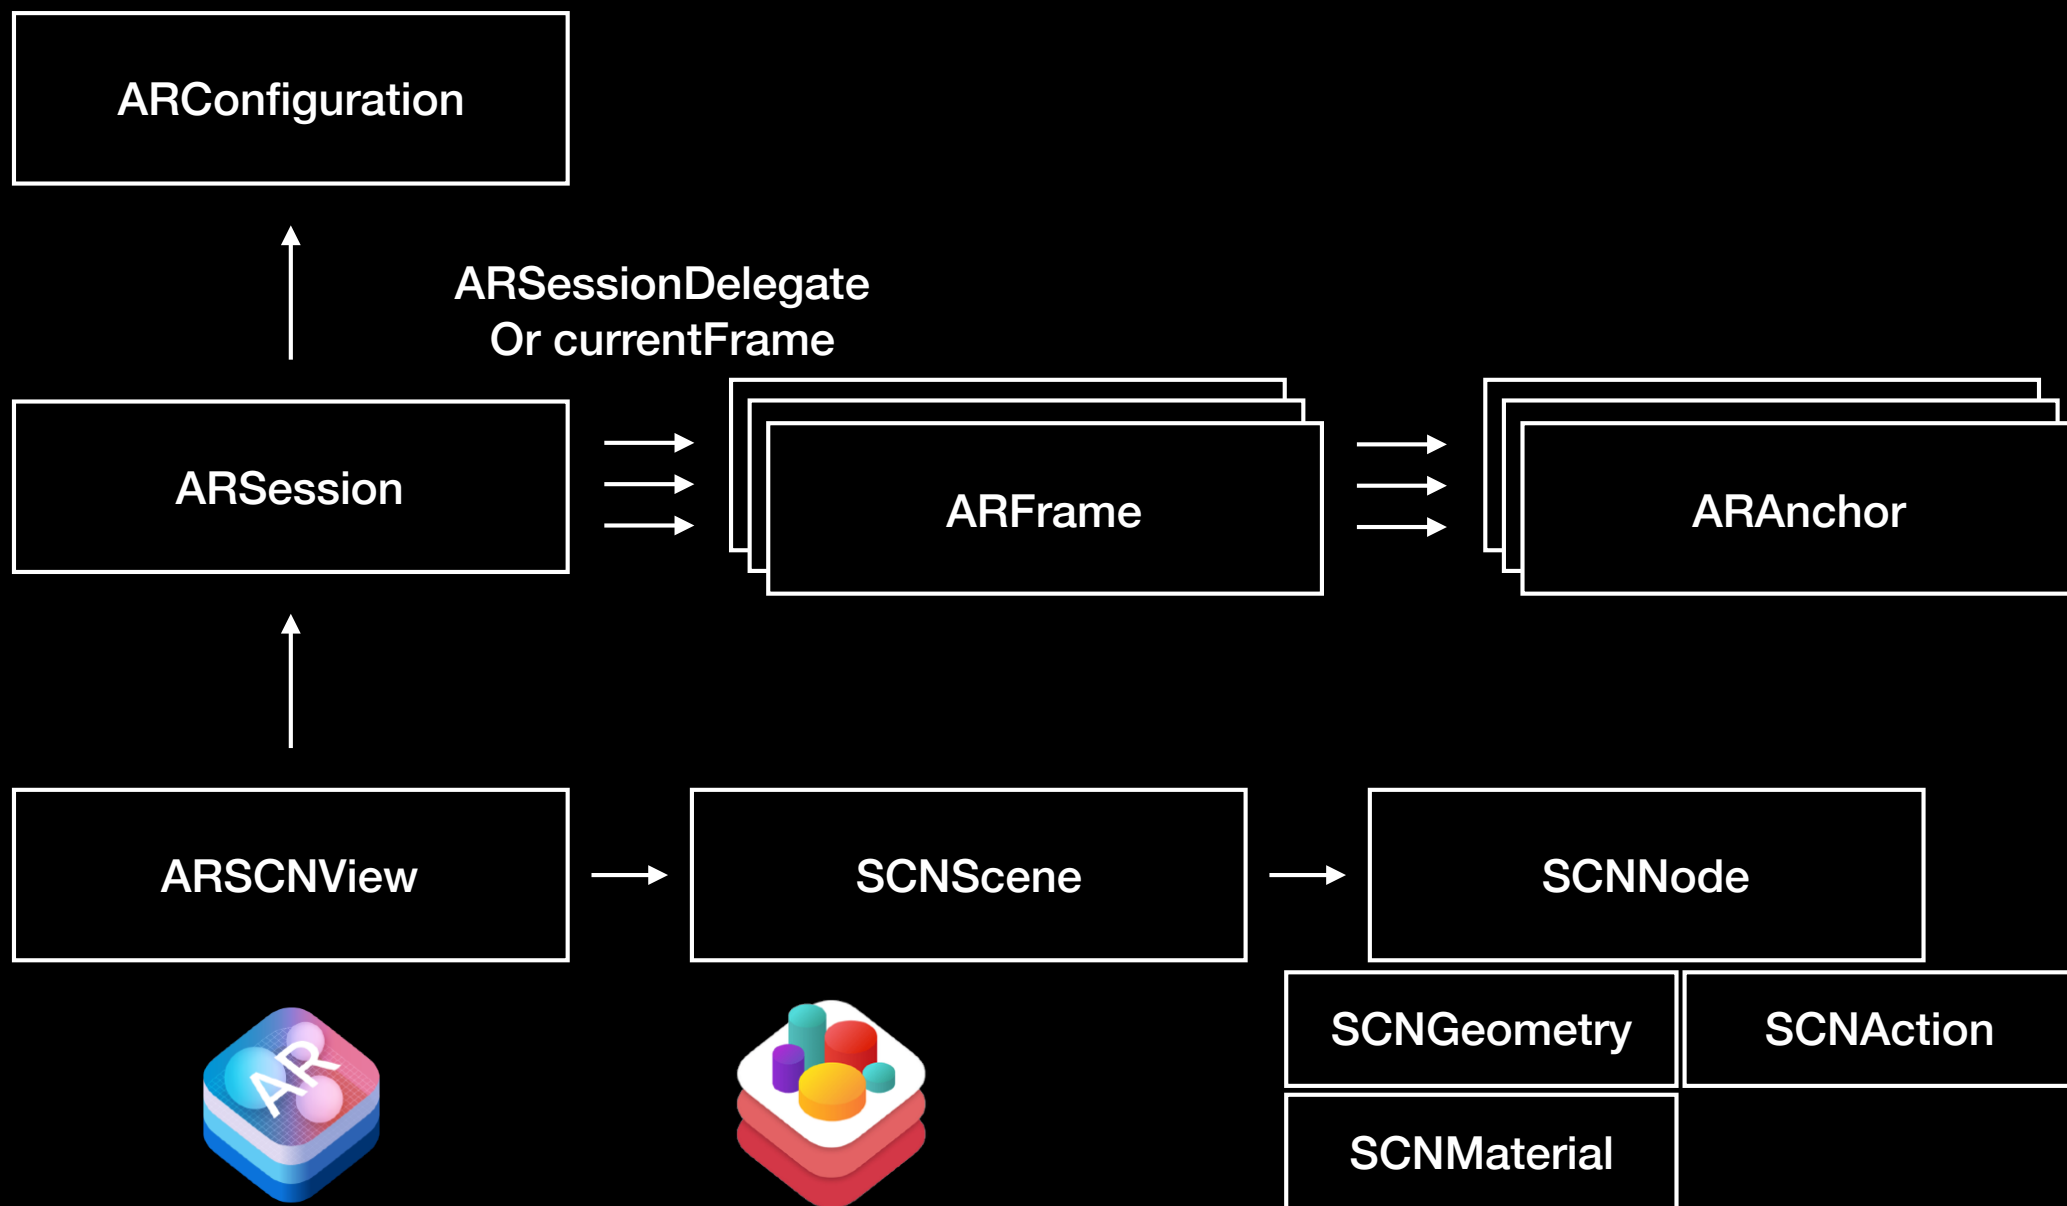 ARConfiguration
ARSessionDelegate
Or currentFrame
ARSession
ARFrame
ARAnchor
ARSCNView
SCNScene
SCNNode
SCNGeometry
SCNAction
SCNMaterial
AR